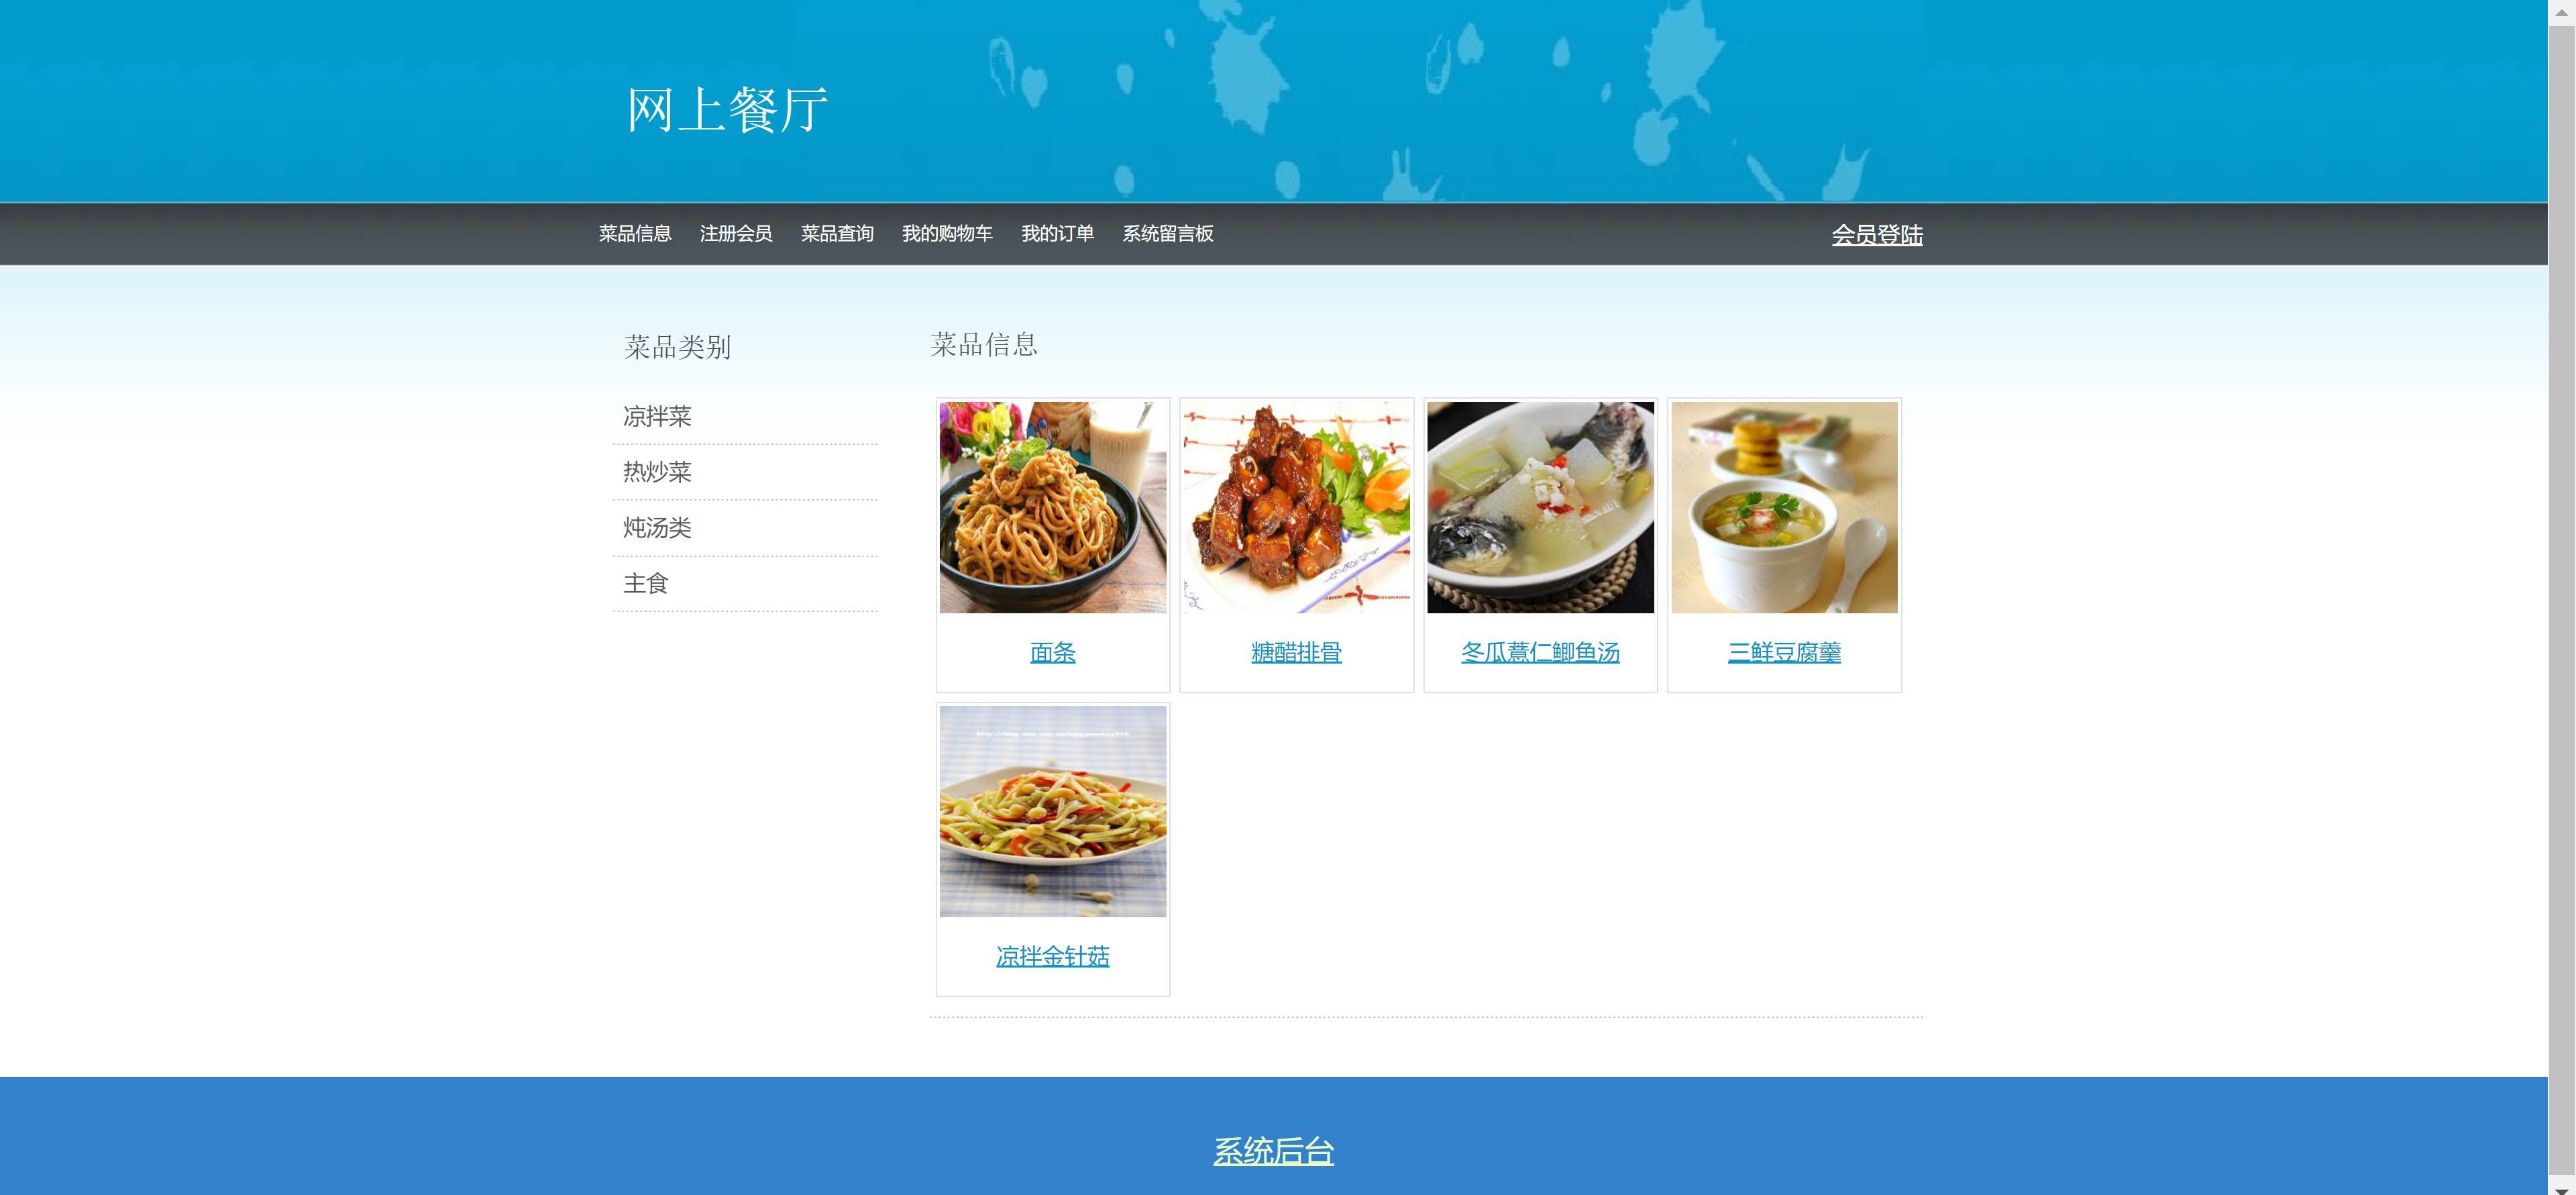 网上餐厅
菜品信息 注册会员 菜品查询 我的购物车 我的订单 系统留言板 会员登陆
菜品类别
凉拌菜
热炒菜
炖汤类
主食
菜品信息
面条 糖醋排骨 冬瓜薏仁鲫鱼汤 三鲜豆腐羹
凉拌金针菇
系统后台